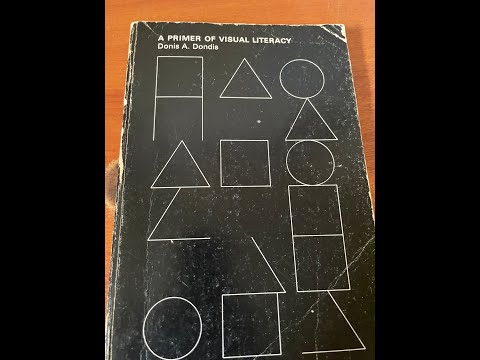 A PRIMER OF VISUAL LITERACY
Donis A. Dondis